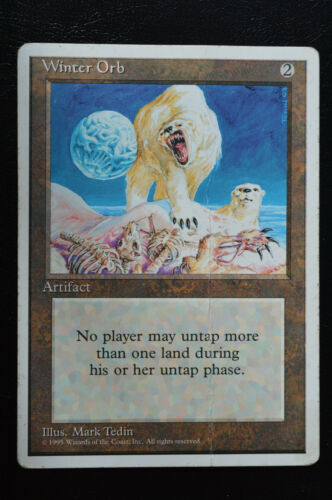 Winter Orb 2
Artifact
No player may untap more
than one land during
his or her untap phase.
Illus. Mark Tedin
© 1995 Wizards of the Coast, Inc. All rights reserved.